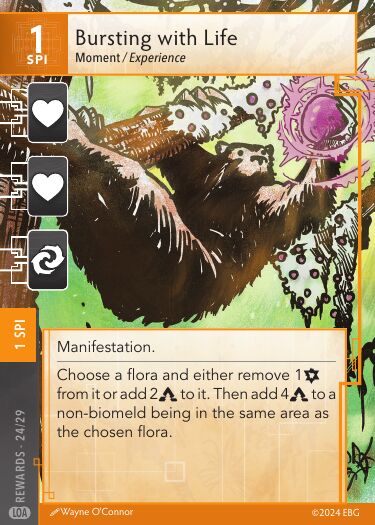 1
SPI
Bursting with Life
Moment / Experience
Manifestation.
Choose a flora and either remove 1
from it or add 2 to it. Then add 4 to a
non-biomeld being in the same area as
the chosen flora.
1 SPI
REWARDS - 24/29
LOA
Wayne O'Connor
©2024 EBG